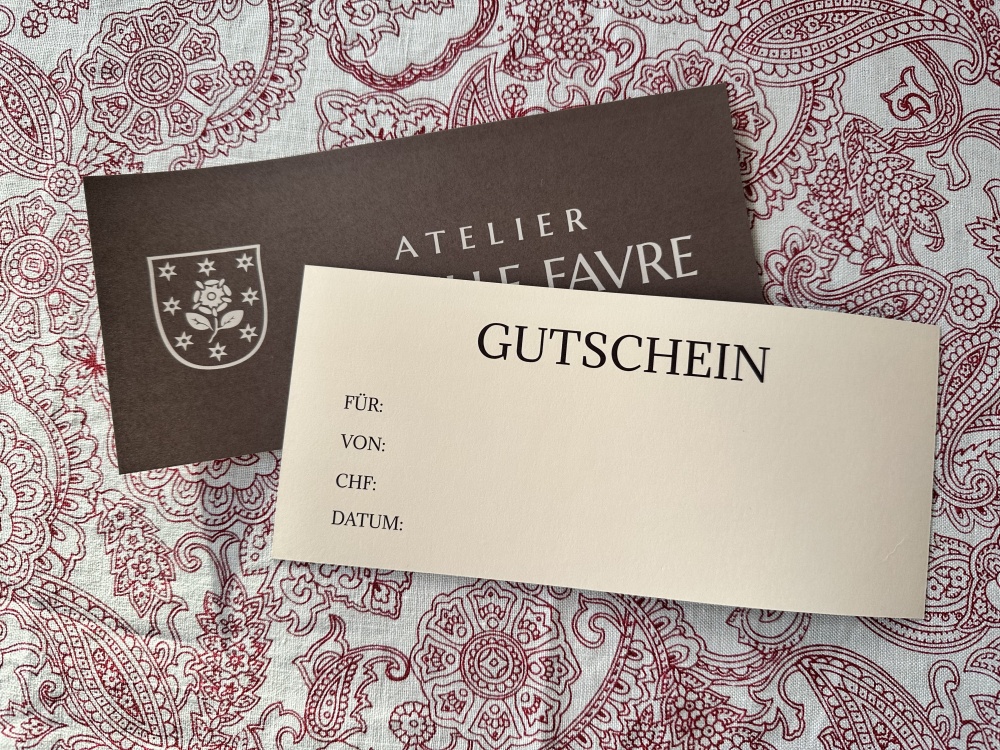 ATELIER
FAVRE
GUTSCHEIN
FÜR:
VON:
CHF:
DATUM: